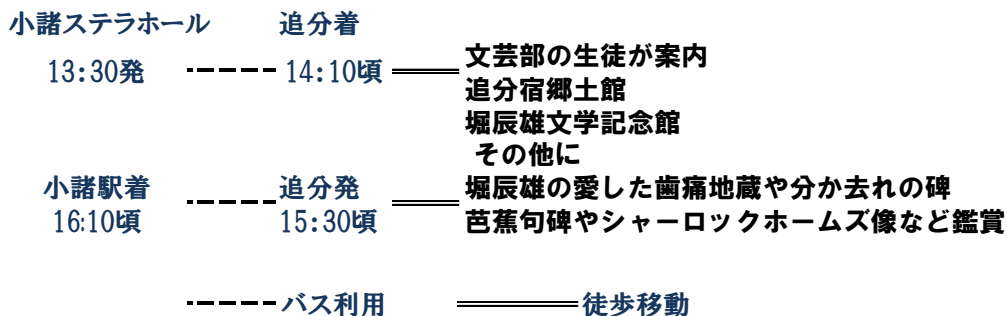 小諸ステラホール 追分着
文芸部の生徒が案内
13:30発 14:10頃
追分宿郷土館
堀辰雄文学記念館
その他に
小諸駅着 追分発 堀辰雄の愛した歯痛地蔵や分か去れの碑
16:10頃 15:30頃 芭蕉句碑やシャーロックホームズ像など鑑賞
バス利用 徒歩移動